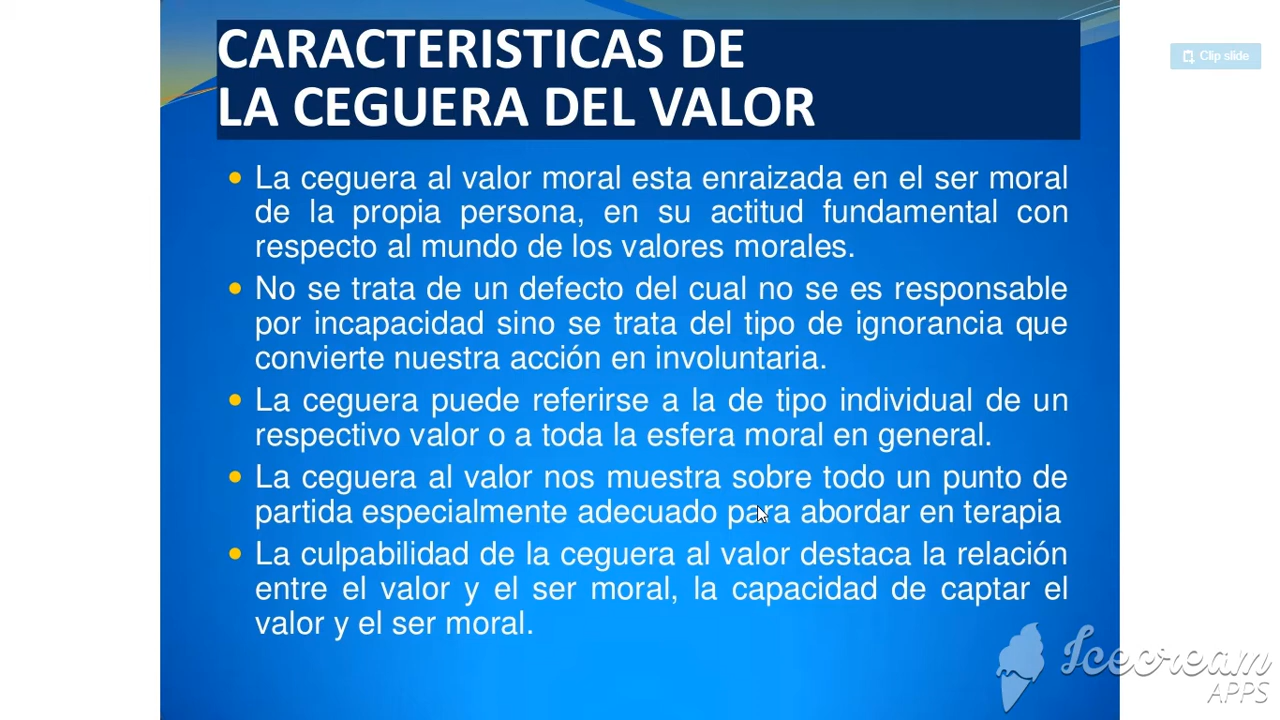 CARACTERISTICAS DE
LA CEGUERA DEL VALOR
Clip slide
• La ceguera al valor moral esta enraizada en el ser moral
de la propia persona, en su actitud fundamental con
respecto al mundo de los valores morales.
• No se trata de un defecto del cual no se es responsable
por incapacidad sino se trata del tipo de ignorancia que
convierte nuestra acción en involuntaria.
• La ceguera puede referirse a la de tipo individual de un
respectivo valor o a toda la esfera moral en general.
• La ceguera al valor nos muestra sobre todo un punto de
partida especialmente adecuado para abordar en terapia
• La culpabilidad de la ceguera al valor destaca la relación
entre el valor y el ser moral, la capacidad de captar el
valor y el ser moral.
Icecream
APPS